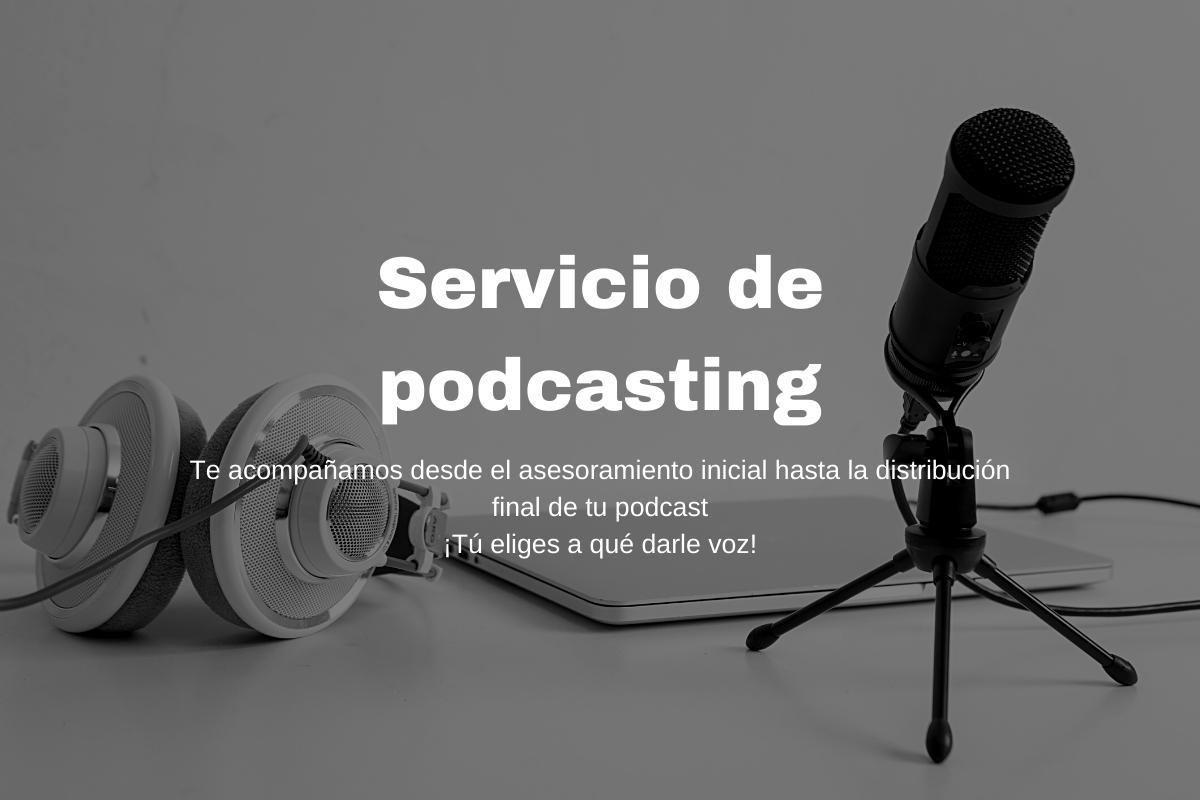 Servicio de
podcasting
Te acompañamos desde el asesoramiento inicial hasta la distribución
final de tu podcast
¡Tú eliges a qué darle voz!